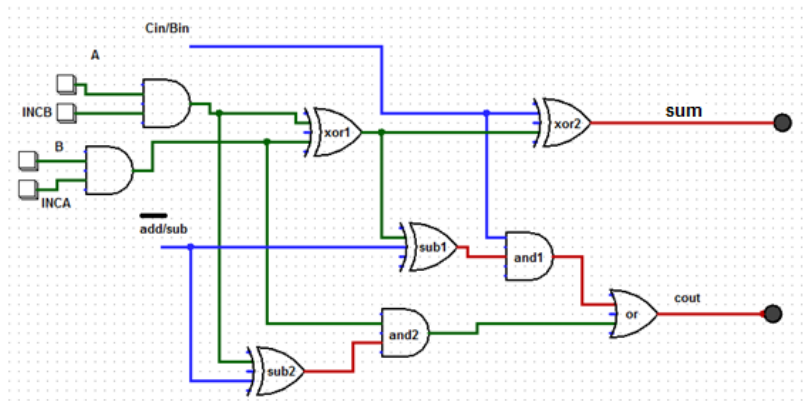 Cin/Bin
A
INCB
B
INCA
add/sub
xor1
xor2
sum
sub1
and1
cout
or
and2
sub2